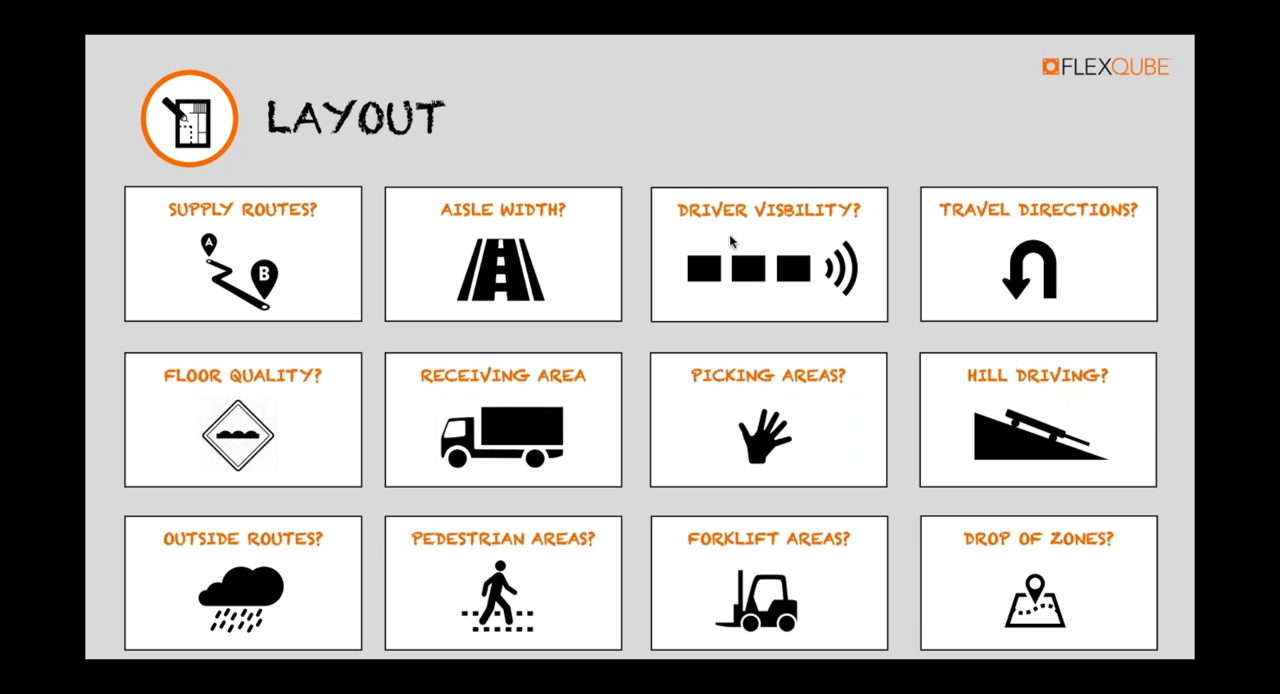 FLEXQUBE
LAYOUT
SUPPLY ROUTES?
AISLE WIDTH?
DRIVER VISBILITY?
TRAVEL DIRECTIONS?
A
B
FLOOR QUALITY?
RECEIVING AREA
PICKING AREAS?
HILL DRIVING?
OUTSIDE ROUTES?
PEDESTRIAN AREAS?
FORKLIFT AREAS?
DROP OF ZONES?